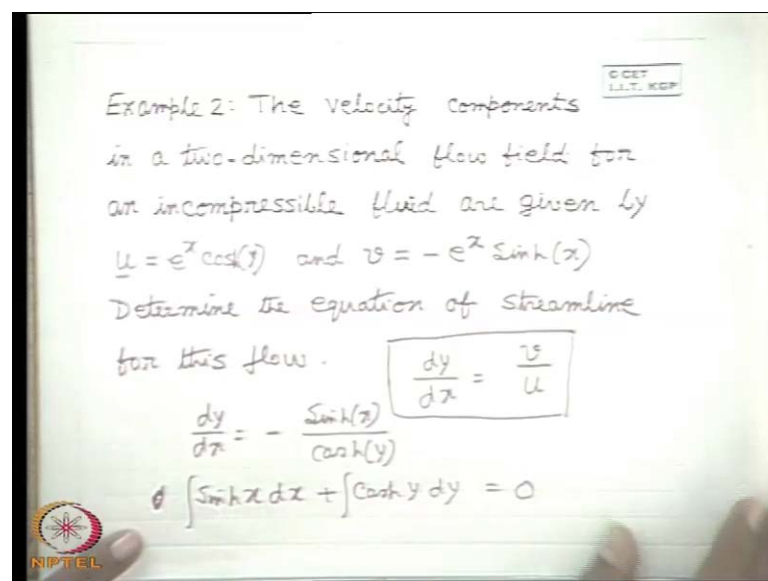 © CET
I.I.T. KGP
Example 2: The velocity components
in a two-dimensional flow field for
an incompressible fluid are given by
u = e^x cosh(y) and v = - e^x Sinh(x)
Determine the equation of streamline
for this flow.
dy/dx = v/u
dy/dx = - Sinh(x)/Cosh(y)
∫Sinh x dx + ∫Cosh y dy = 0
NPTEL